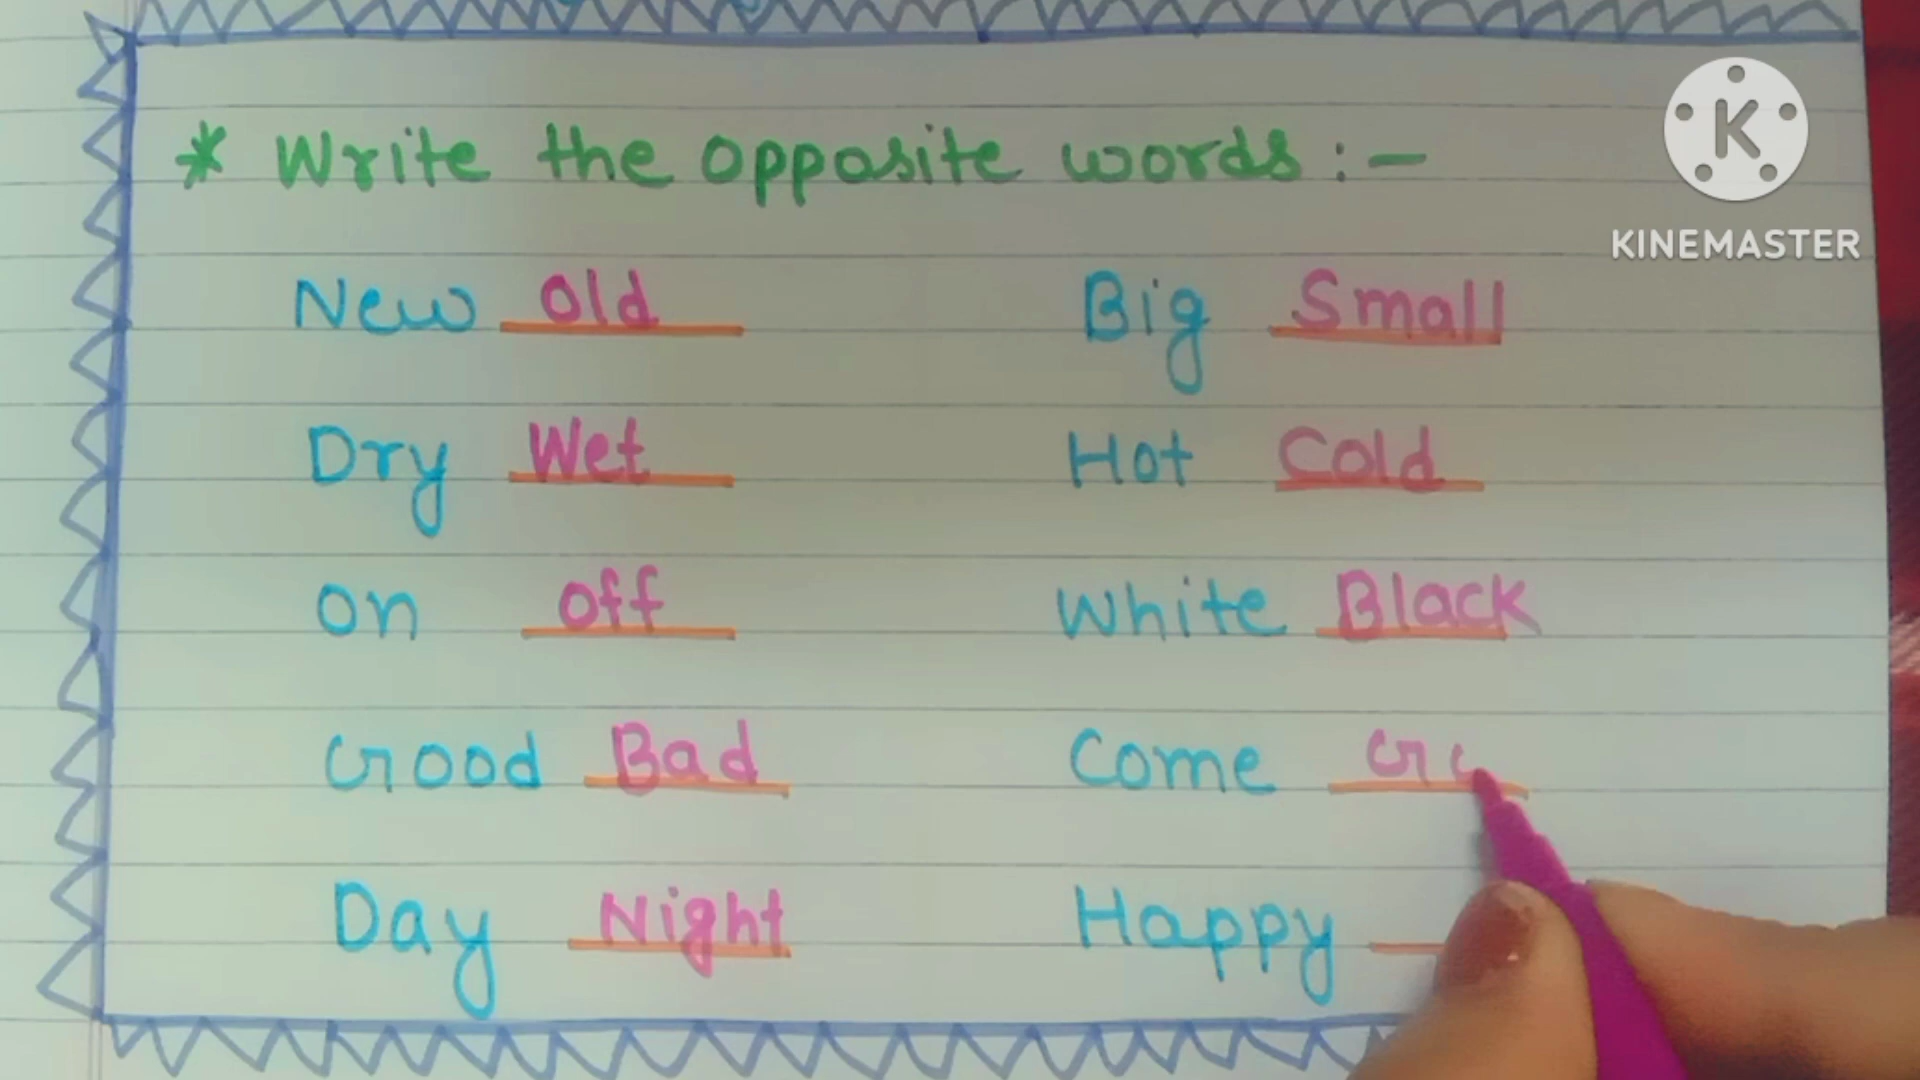 * Write the opposite words :-
New Old Big Small
Dry Wet Hot Cold
On Off White Black
Good Bad Come
Day Night Happy
K
KINEMASTER